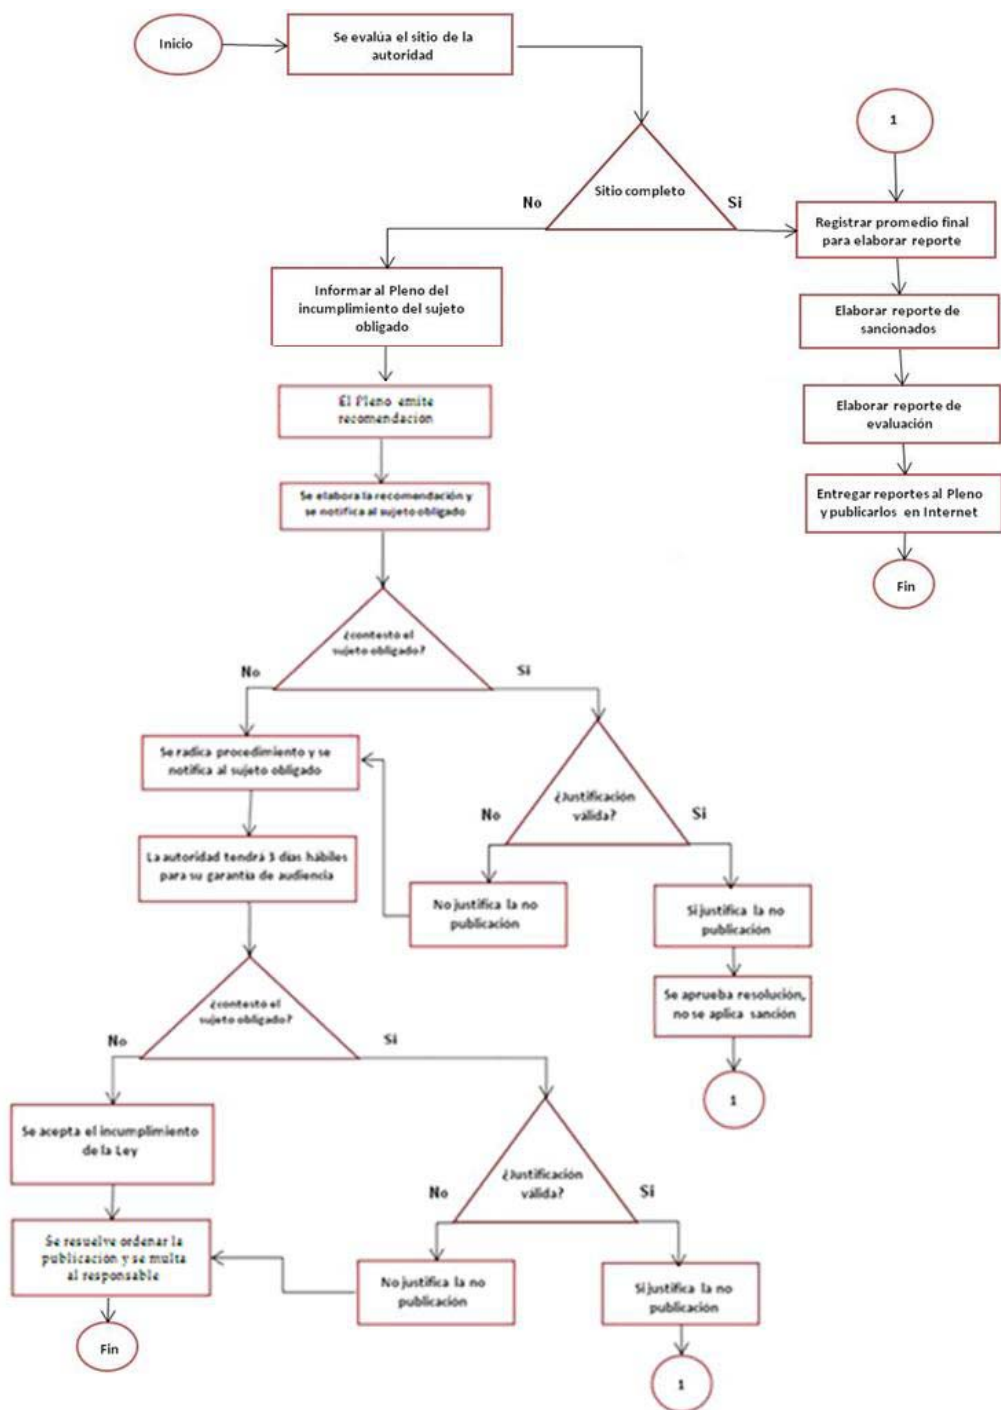 Inicio
Se evalúa el sitio de la
autoridad
1
Sitio completo
No
Si
Registrar promedio final
para elaborar reporte
Informar al Pleno del
incumplimiento del sujeto
obligado
Elaborar reporte de
sancionados
El Pleno emite
recomendacion
Elaborar reporte de
evaluación
Se elabora la recomendación y
se notifica al sujeto obligado
Entregar reportes al Pleno
y publicarlos en Internet
Fin
¿contestó el
sujeto obligado?
No
Si
Se radica procedimiento y se
notifica al sujeto obligado
¿Justificación
válida?
No
Si
La autoridad tendrá 3 días hábiles
para su garantía de audiencia
No justifica la no
publicación
Si justifica la no
publicación
Se aprueba resolución,
no se aplica sanción
¿contestó el
sujeto obligado?
No
Si
1
Se acepta el incumplimiento
de la Ley
¿Justificación
válida?
No
Si
Se resuelve ordenar la
publicación y se multa
al responsable
No justifica la no
publicación
Si justifica la no
publicación
Fin
1